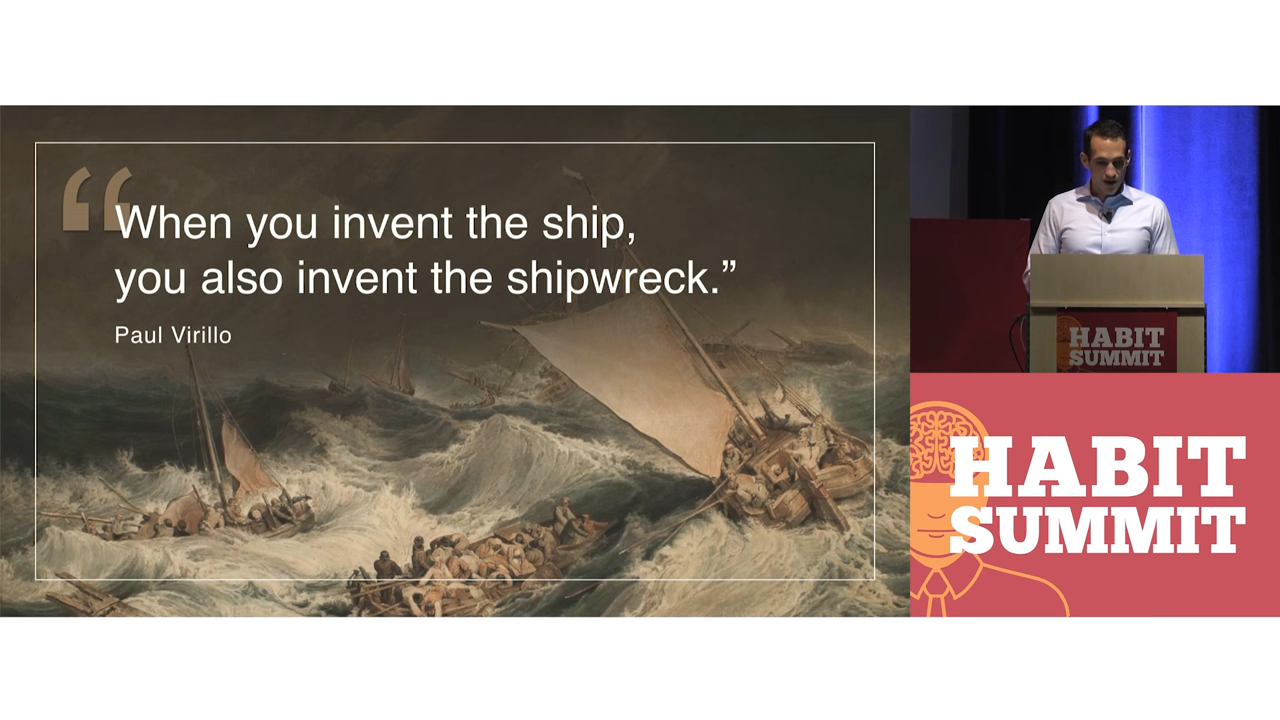 “When you invent the ship,
you also invent the shipwreck.”
Paul Virillo
HABIT
SUMMIT
HABIT
SUMMIT